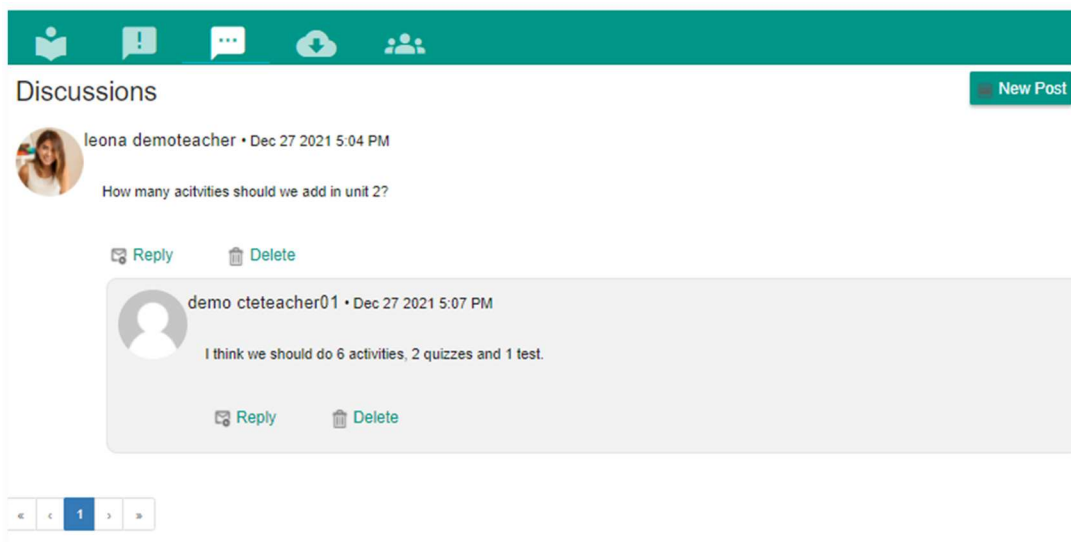 Discussions
New Post
leona demoteacher • Dec 27 2021 5:04 PM
How many acitvities should we add in unit 2?
Reply Delete
demo cteteacher01 • Dec 27 2021 5:07 PM
I think we should do 6 activities, 2 quizzes and 1 test.
Reply Delete
« ‹ 1 › »